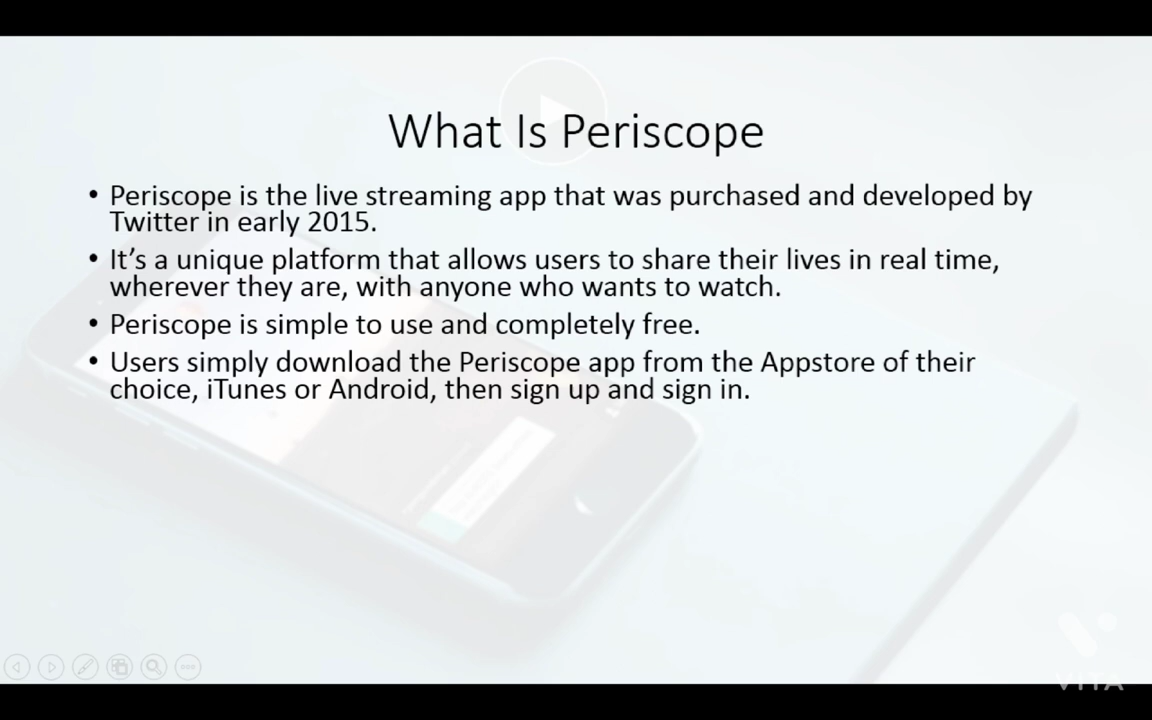 What Is Periscope
• Periscope is the live streaming app that was purchased and developed by
Twitter in early 2015.
• It’s a unique platform that allows users to share their lives in real time,
wherever they are, with anyone who wants to watch.
• Periscope is simple to use and completely free.
• Users simply download the Periscope app from the Appstore of their
choice, iTunes or Android, then sign up and sign in.
VITA